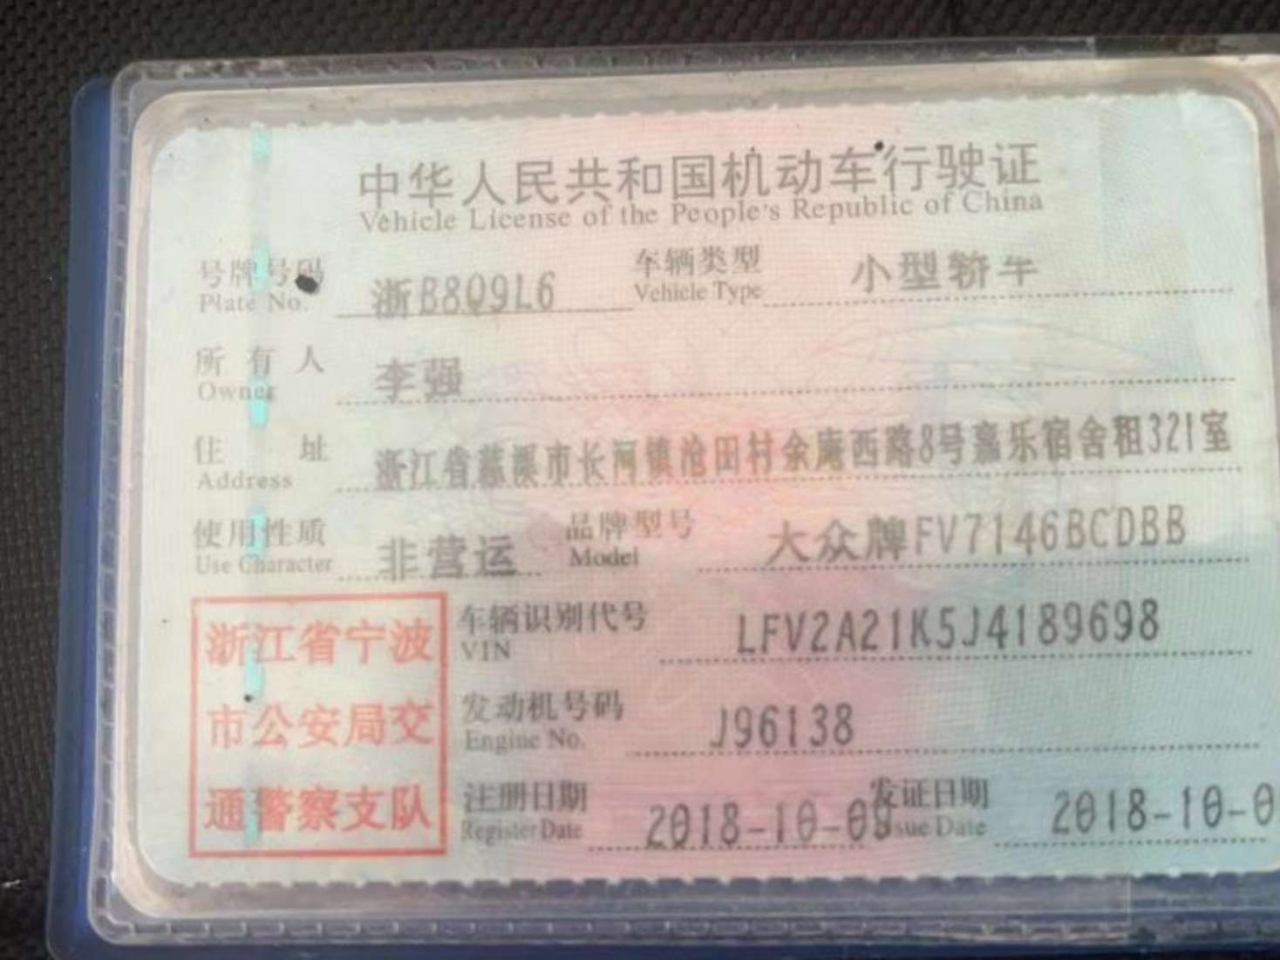 中华人民共和国机动车行驶证
Vehicle License of the People's Republic of China
号牌号码 浙B8Q9L6 车辆类型 小型轿车
Plate No. Vehicle Type
所有人 李强
Owner
住址 浙江省慈溪市长河镇沧田村余庵西路8号嘉乐宿舍租321室
Address
使用性质 非营运 品牌型号 大众牌FV7146BCDBB
Use Character Model
浙江省宁波
市公安局交
通警察支队
车辆识别代号 LFV2A21K5J4189698
VIN
发动机号码 J96138
Engine No.
注册日期 2018-10-09 发证日期 2018-10-0
Register Date Issue Date